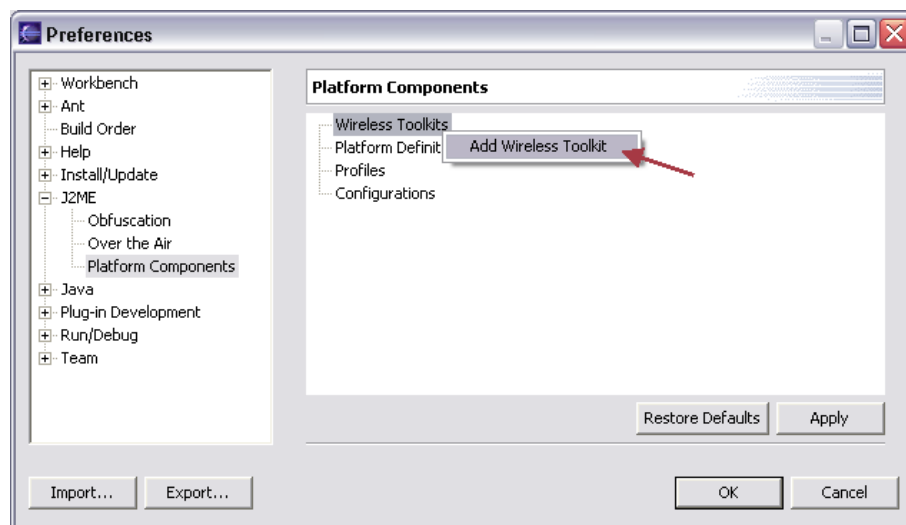 Preferences
Workbench
Ant
Build Order
Help
Install/Update
J2ME
Obfuscation
Over the Air
Platform Components
Java
Plug-in Development
Run/Debug
Team
Platform Components
Wireless Toolkits
Add Wireless Toolkit
Platform Definit
Profiles
Configurations
Restore Defaults
Apply
Import...
Export...
OK
Cancel